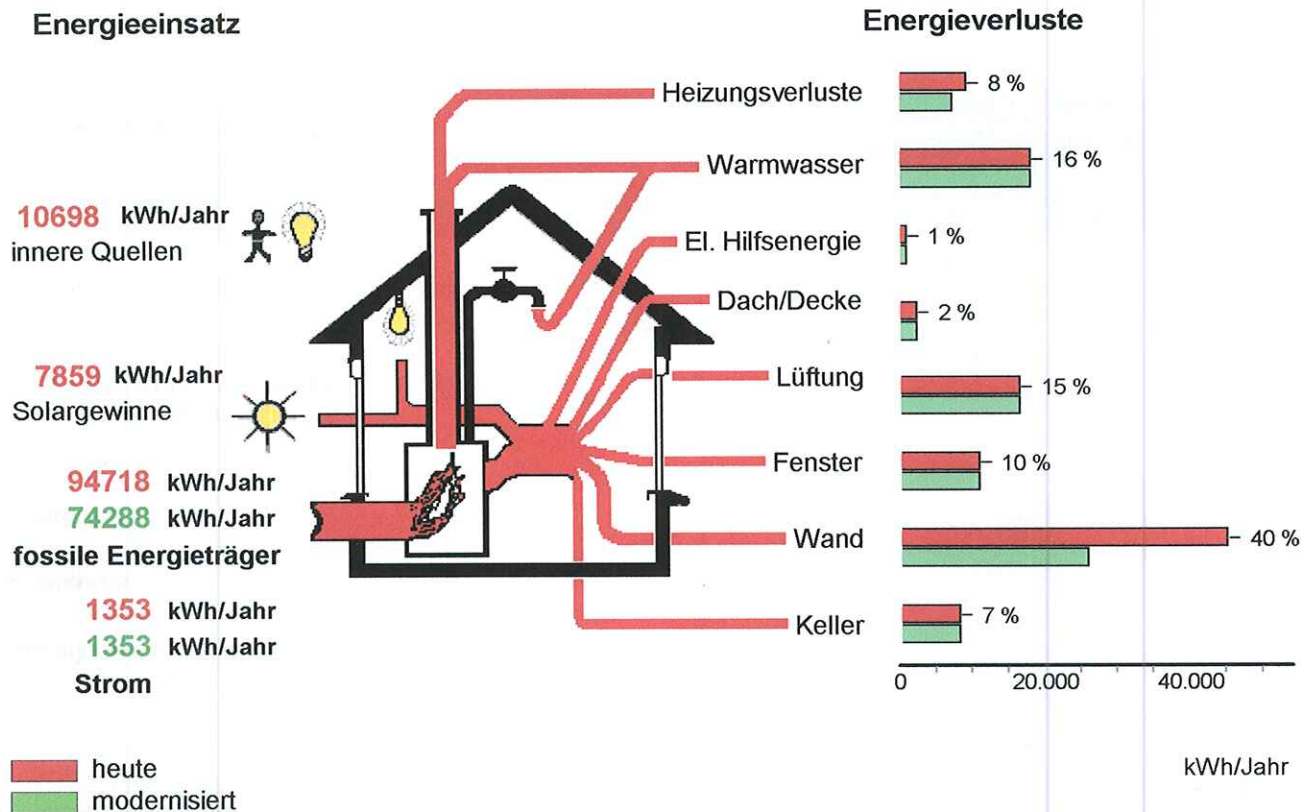 Energieeinsatz
10698 kWh/Jahr
innere Quellen
7859 kWh/Jahr
Solargewinne
94718 kWh/Jahr
74288 kWh/Jahr
fossile Energieträger
1353 kWh/Jahr
1353 kWh/Jahr
Strom
heute
modernisiert
Energieverluste
Heizungsverluste 8 %
Warmwasser 16 %
El. Hilfsenergie 1 %
Dach/Decke 2 %
Lüftung 15 %
Fenster 10 %
Wand 40 %
Keller 7 %
0 20.000 40.000
kWh/Jahr